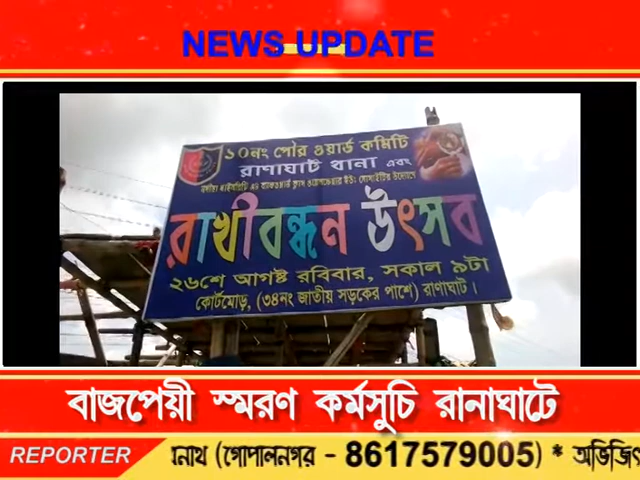 NEWS UPDATE
১০নং পৌর ওয়ার্ড কমিটি
রাণাঘাট থানা এবং
রাখীবন্ধন উৎসব
২৬শে আগষ্ট রবিবার, সকাল ৯টা
কোর্টমোড়, (৩৪নং জাতীয় সড়কের পাশে) রাণাঘাট।
বাজপেয়ী স্মরণ কর্মসুচি রানাঘাটে
REPORTER
নোথ (গোপালনগর - 8617579005) * অভিজিৎ